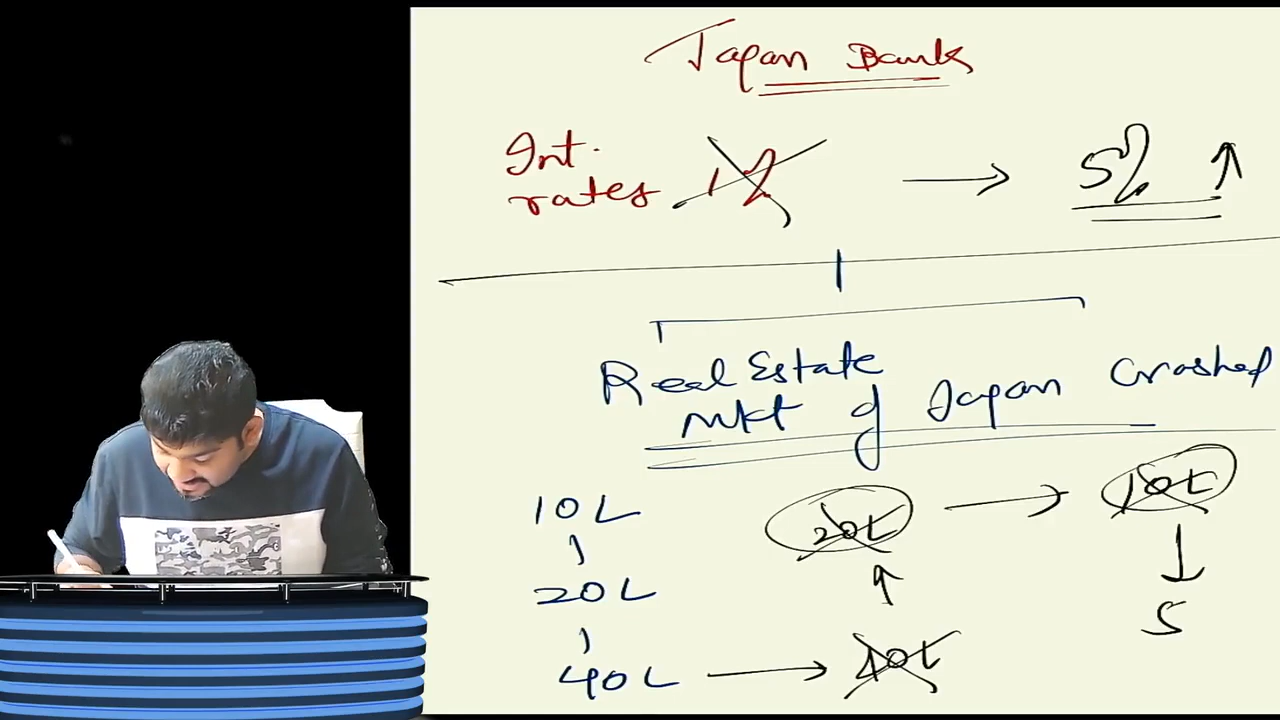 Japan Bank
Int. rates 1% → 5% ↑
Real Estate
Mkt of Japan Crashed
10L 20L → 10L
20L ↑ ↓
5
40L → 40L